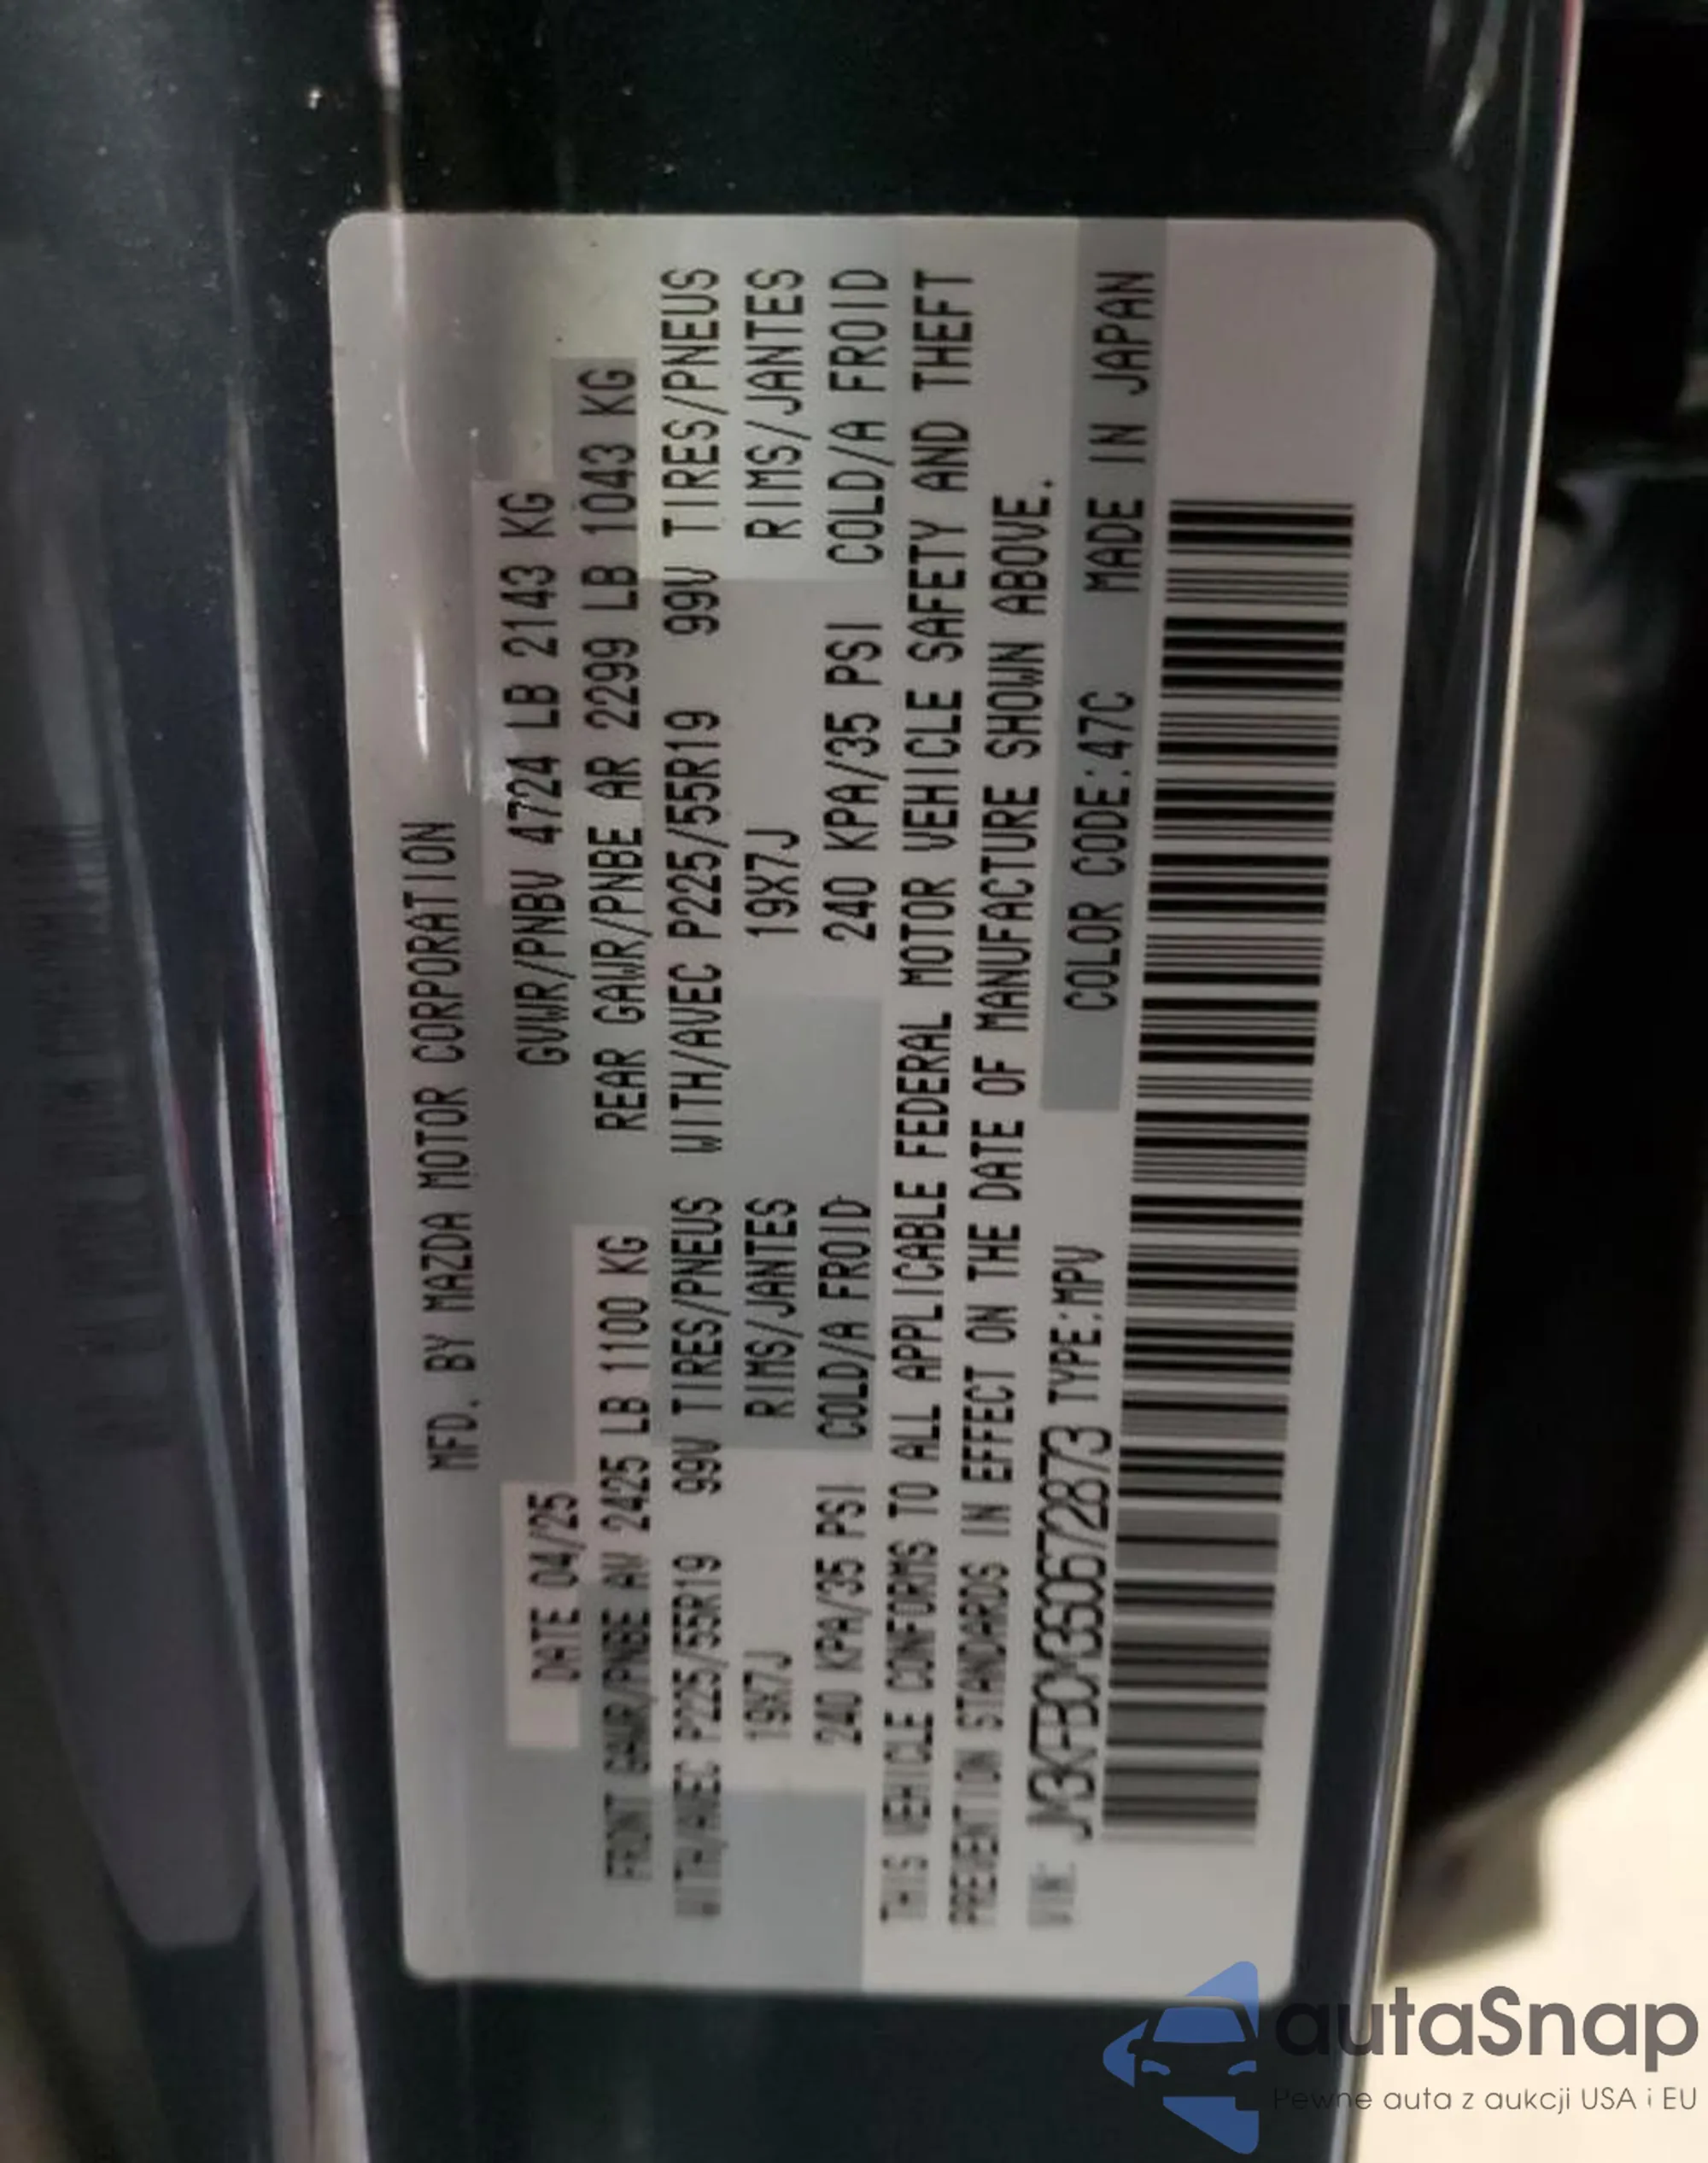 MFD. BY MAZDA MOTOR CORPORATION
DATE 04/25 GVWR/PNBV 4724 LB 2143 KG
FRONT GAWR/PNBE AV 2425 LB 1100 KG REAR GAWR/PNBE AR 2299 LB 1043 KG
WITH/AVEC P225/55R19 99V TIRES/PNEUS WITH/AVEC P225/55R19 99V TIRES/PNEUS
19X7J RIMS/JANTES 19X7J RIMS/JANTES
240 KPA/35 PSI COLD/A FROID 240 KPA/35 PSI COLD/A FROID
THIS VEHICLE CONFORMS TO ALL APPLICABLE FEDERAL MOTOR VEHICLE SAFETY AND THEFT
PREVENTION STANDARDS IN EFFECT ON THE DATE OF MANUFACTURE SHOWN ABOVE.
VIN: JM3KFBCM3S0672873 TYPE:MPV COLOR CODE:47C MADE IN JAPAN
autaSnap
Pewne auta z aukcji USA i EU